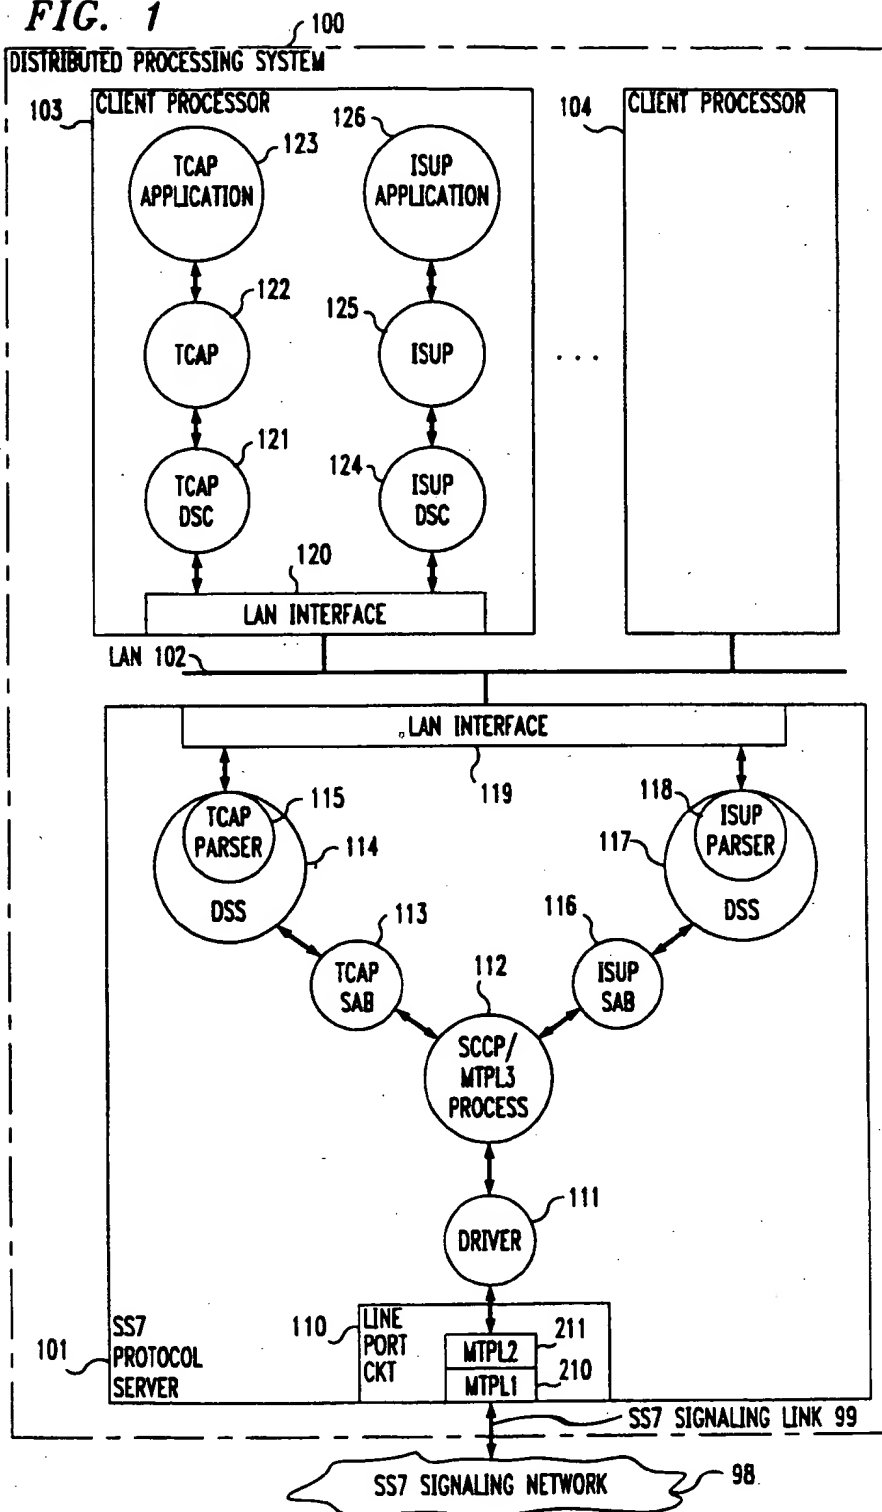 FIG. 1
100
DISTRIBUTED PROCESSING SYSTEM
103
CLIENT PROCESSOR
104
CLIENT PROCESSOR
TCAP
APPLICATION
123
126
ISUP
APPLICATION
122
TCAP
125
ISUP
. . .
121
TCAP
DSC
124
ISUP
DSC
120
LAN INTERFACE
LAN 102
LAN INTERFACE
119
TCAP
PARSER
115
114
DSS
118
ISUP
PARSER
117
DSS
113
TCAP
SAB
116
ISUP
SAB
112
SCCP/
MTPL3
PROCESS
111
DRIVER
110
LINE
PORT
CKT
211
MTPL2
210
MTPL1
101
SS7
PROTOCOL
SERVER
SS7 SIGNALING LINK 99
SS7 SIGNALING NETWORK
98